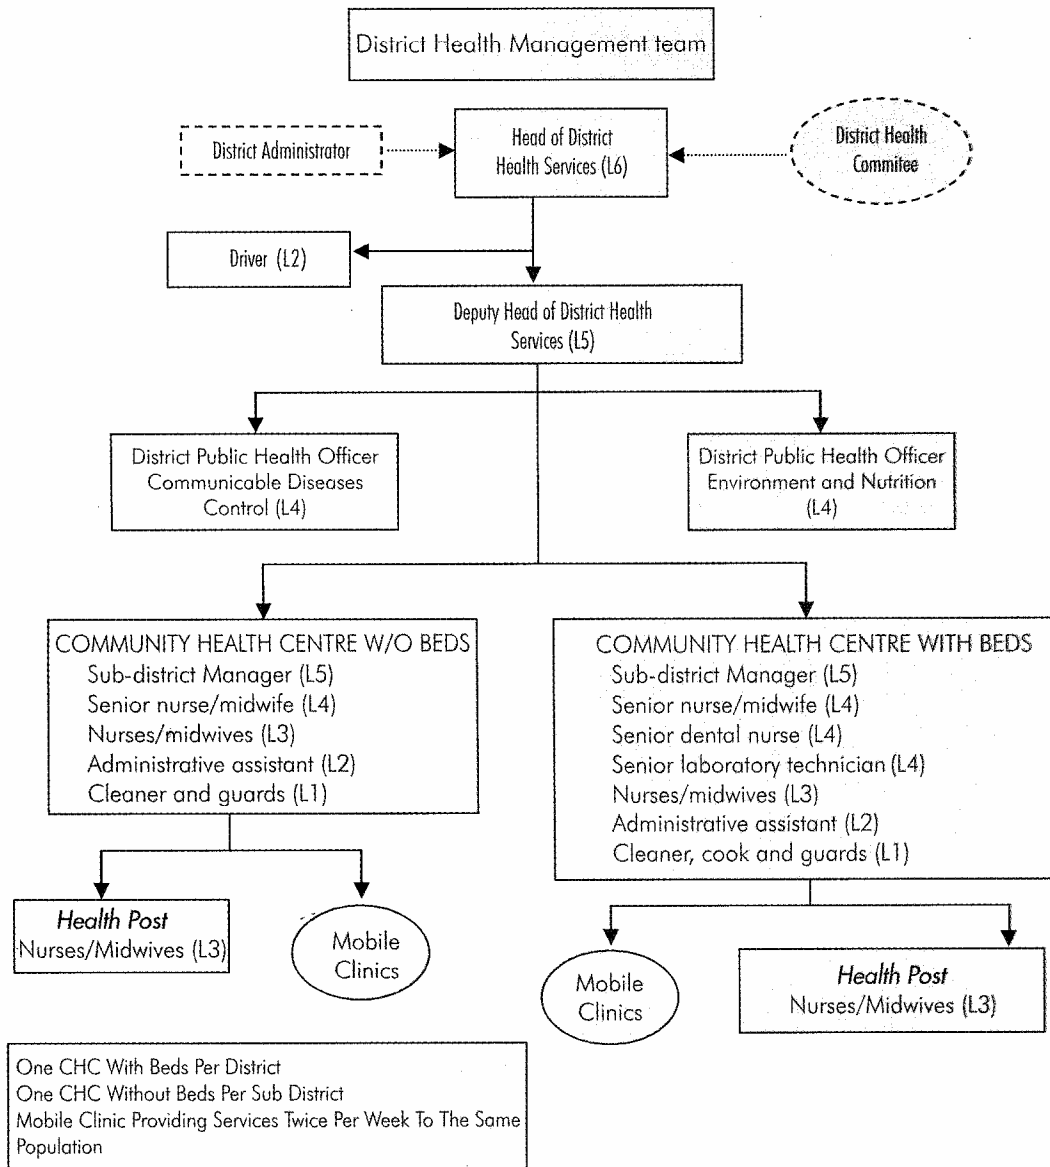 District Health Management team
District Administrator
Head of District
Health Services (L6)
District Health
Commitee
Driver (L2)
Deputy Head of District Health
Services (L5)
District Public Health Officer
Communicable Diseases
Control (L4)
District Public Health Officer
Environment and Nutrition
(L4)
COMMUNITY HEALTH CENTRE W/O BEDS
Sub-district Manager (L5)
Senior nurse/midwife (L4)
Nurses/midwives (L3)
Administrative assistant (L2)
Cleaner and guards (L1)
COMMUNITY HEALTH CENTRE WITH BEDS
Sub-district Manager (L5)
Senior nurse/midwife (L4)
Senior dental nurse (L4)
Senior laboratory technician (L4)
Nurses/midwives (L3)
Administrative assistant (L2)
Cleaner, cook and guards (L1)
Health Post
Nurses/Midwives (L3)
Mobile
Clinics
Mobile
Clinics
Health Post
Nurses/Midwives (L3)
One CHC With Beds Per District
One CHC Without Beds Per Sub District
Mobile Clinic Providing Services Twice Per Week To The Same
Population